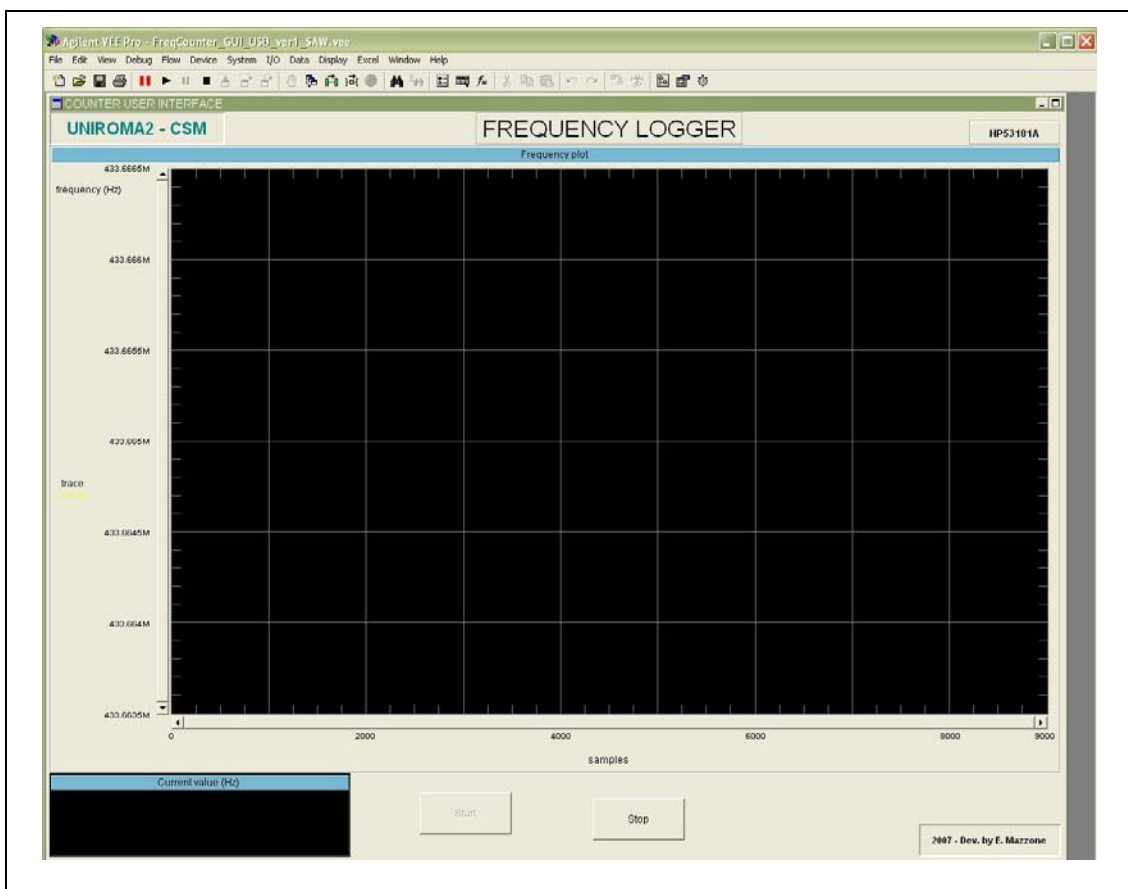 Agilent VEE Pro - FreqCounter_GUI_USB_ver1_SAW.vee
File Edit View Debug Flow Device System I/O Data Display Excel Window Help
COUNTER USER INTERFACE
UNIROMA2 - CSM
FREQUENCY LOGGER
HP53181A
Frequency plot
433.6665M
frequency (Hz)
433.666M
433.6655M
433.665M
trace
433.6645M
433.664M
433.6635M
0 2000 4000 6000 8000 9000
samples
Current value (Hz)
Start
Stop
2007 - Dev. by E. Mazzone